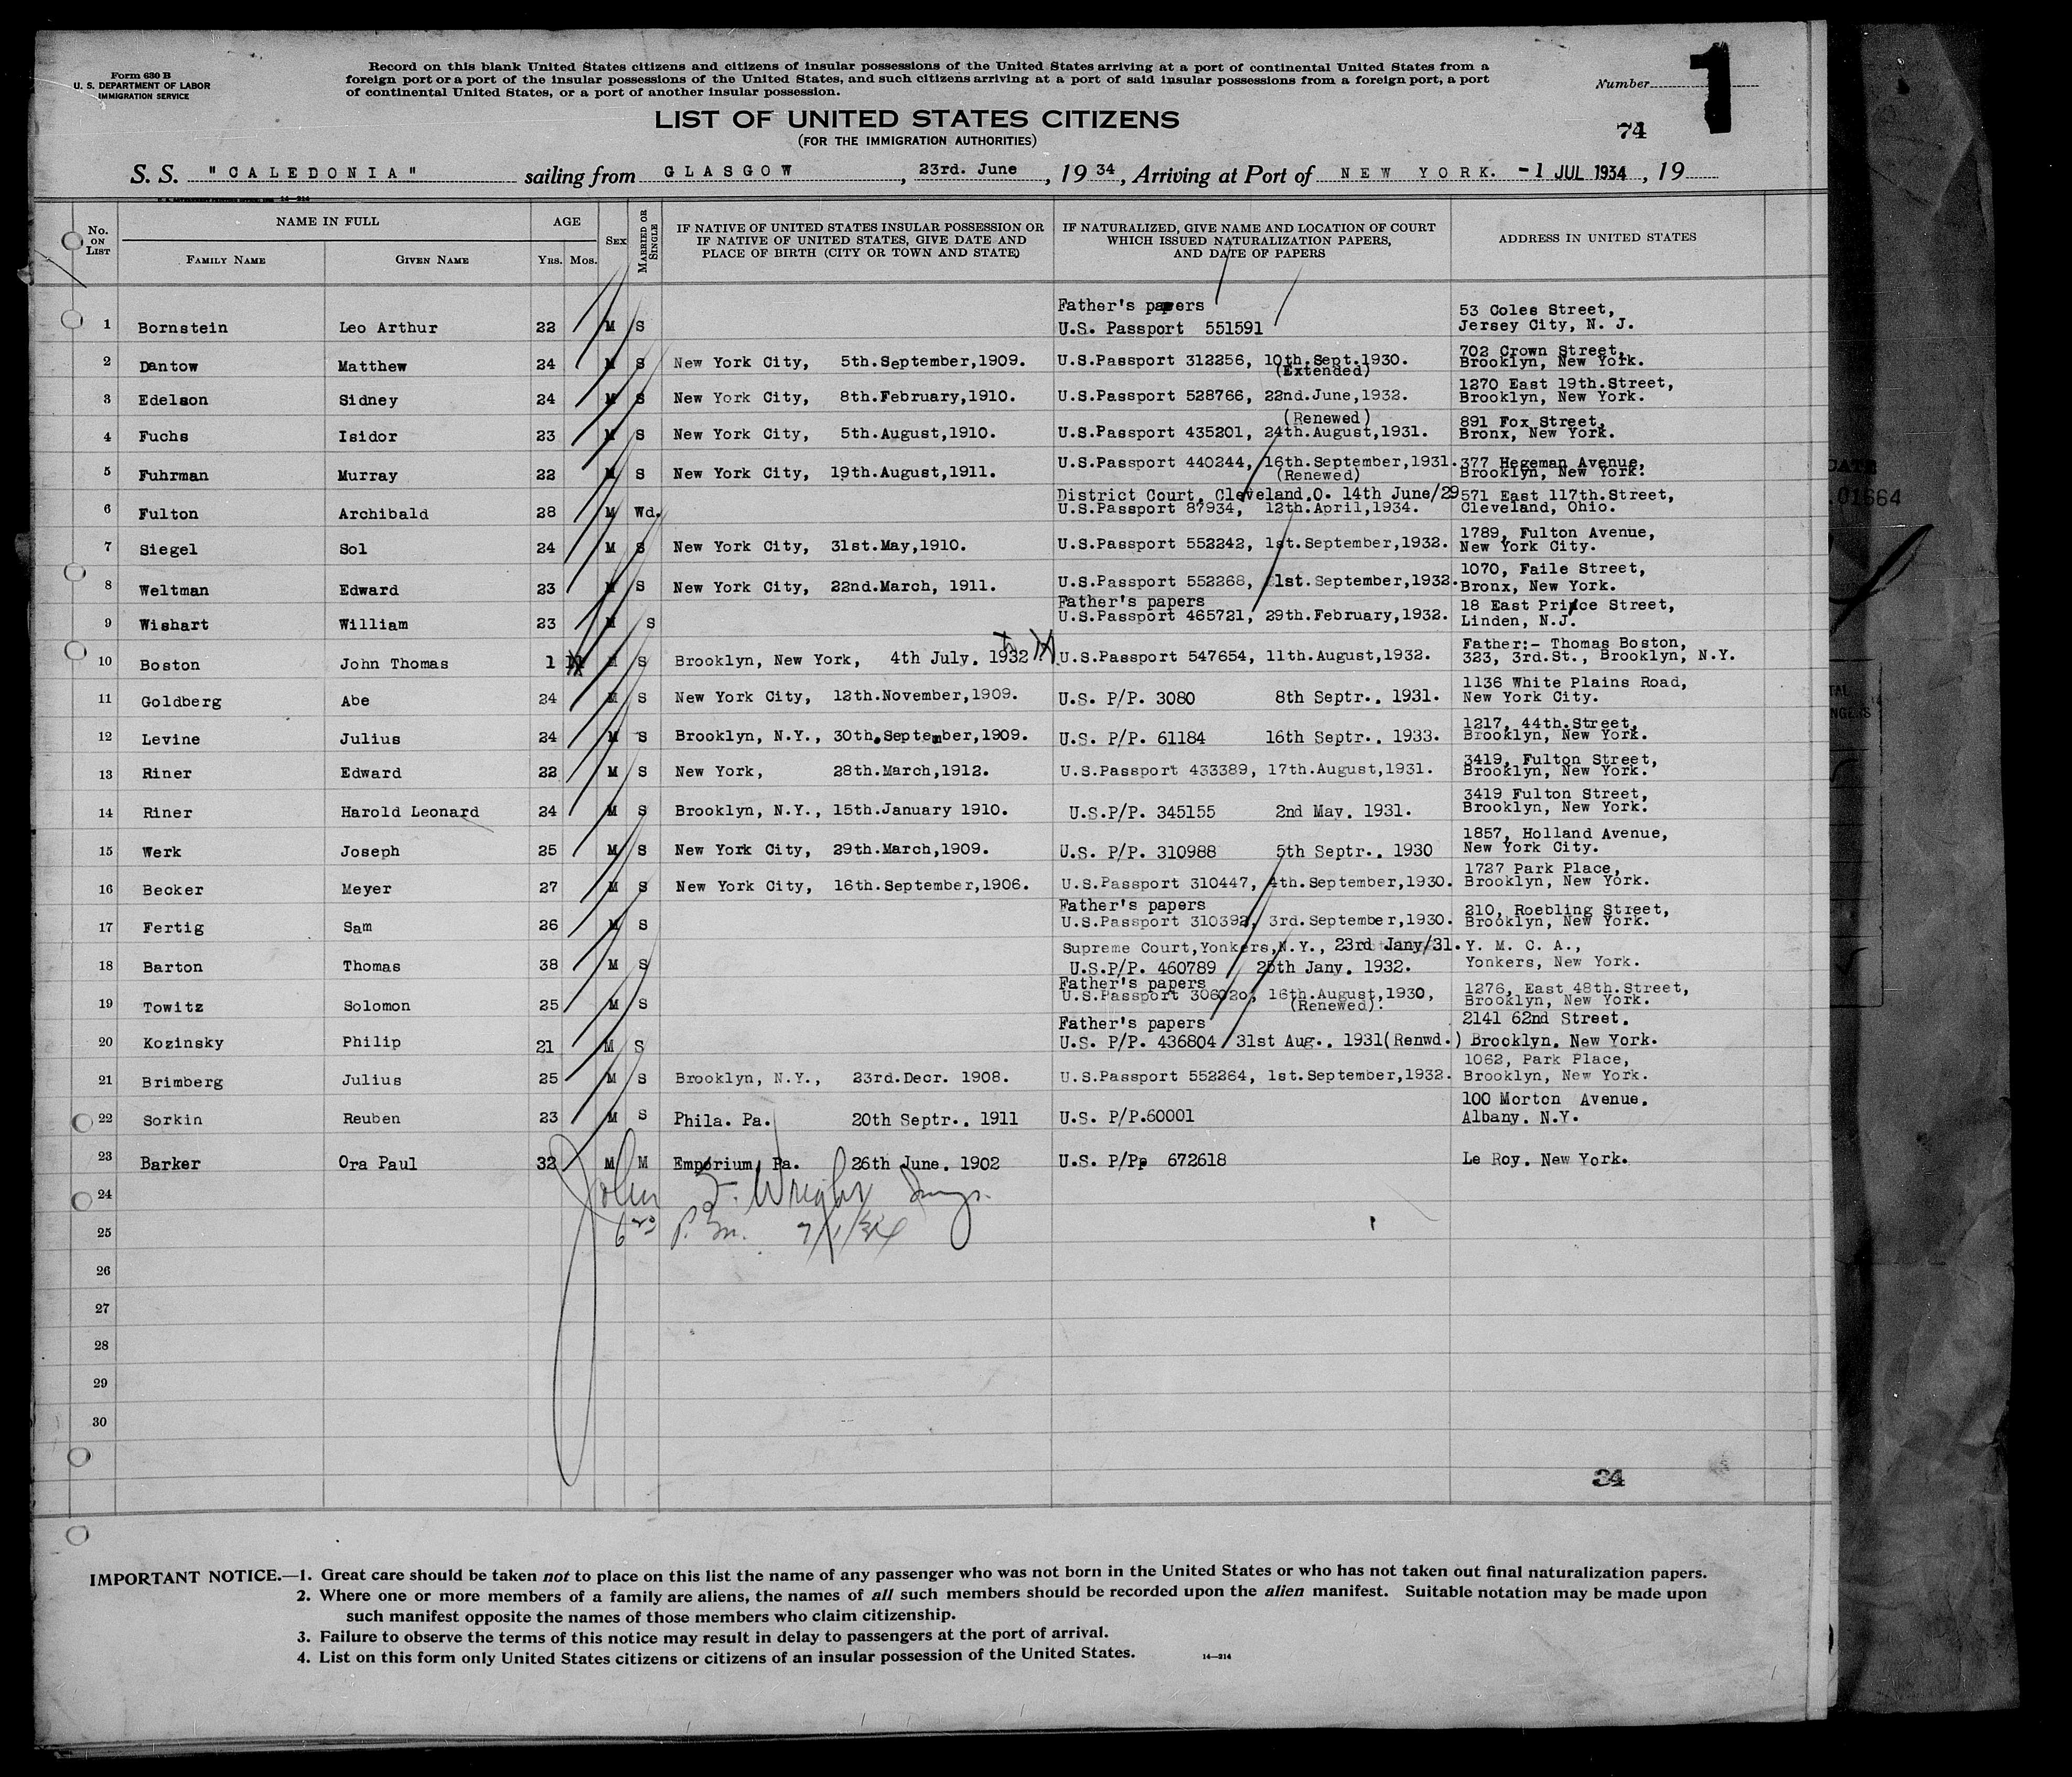 Form 630 B
U. S. DEPARTMENT OF LABOR
IMMIGRATION SERVICE
Record on this blank United States citizens and citizens of insular possessions of the United States arriving at a port of continental United States from a
foreign port or a port of the insular possessions of the United States, and such citizens arriving at a port of said insular possessions from a foreign port, a port
of continental United States, or a port of another insular possession.
Number 1
LIST OF UNITED STATES CITIZENS
(FOR THE IMMIGRATION AUTHORITIES)
74
S. S. "CALEDONIA" sailing from GLASGOW, 23rd. June, 1934, Arriving at Port of NEW YORK. -1 JUL 1934, 19
No. ON LIST
NAME IN FULL
FAMILY NAME GIVEN NAME
AGE
YRS. MOS.
SEX
MARRIED OR SINGLE
IF NATIVE OF UNITED STATES INSULAR POSSESSION OR
IF NATIVE OF UNITED STATES, GIVE DATE AND
PLACE OF BIRTH (CITY OR TOWN AND STATE)
IF NATURALIZED, GIVE NAME AND LOCATION OF COURT
WHICH ISSUED NATURALIZATION PAPERS,
AND DATE OF PAPERS
ADDRESS IN UNITED STATES
Father's papers 53 Coles Street,
1 Bornstein Leo Arthur 22 M S U.S. Passport 551591 Jersey City, N. J.
702 Crown Street,
2 Dantow Matthew 24 M S New York City, 5th.September,1909. U.S.Passport 312256, 10th.Sept.1930. Brooklyn, New York.
(Extended) 1270 East 19th.Street,
3 Edelson Sidney 24 M S New York City, 8th.February,1910. U.S.Passport 528766, 22nd.June,1932. Brooklyn, New York.
(Renewed) 891 Fox Street,
4 Fuchs Isidor 23 M S New York City, 5th.August,1910. U.S.Passport 435201, 24th.August,1931. Bronx, New York.
U.S.Passport 440244, 16th.September,1931. 377 Hegeman Avenue,
5 Fuhrman Murray 22 M S New York City, 19th.August,1911. (Renewed) Brooklyn, New York.
District Court, Cleveland.O. 14th June/29 571 East 117th.Street,
6 Fulton Archibald 28 M Wd. U.S.Passport 87934, 12th.April,1934. Cleveland, Ohio.
1789, Fulton Avenue,
7 Siegel Sol 24 M S New York City, 31st.May,1910. U.S.Passport 552242, 1st.September,1932. New York City.
1070, Faile Street,
8 Weltman Edward 23 M S New York City, 22nd.March, 1911. U.S.Passport 552268, 1st.September,1932. Bronx, New York.
Father's papers 18 East Price Street,
9 Wishart William 23 M S U.S.Passport 465721, 29th.February,1932. Linden, N.J.
Father:- Thomas Boston,
10 Boston John Thomas 1 11 M S Brooklyn, New York, 4th July. 1932 U.S.Passport 547654, 11th.August,1932. 323, 3rd.St., Brooklyn, N.Y.
1136 White Plains Road,
11 Goldberg Abe 24 M S New York City, 12th.November,1909. U.S. P/P. 3080 8th Septr., 1931. New York City.
1217, 44th.Street,
12 Levine Julius 24 M S Brooklyn, N.Y., 30th.September,1909. U.S. P/P. 61184 16th Septr., 1933. Brooklyn, New York.
3419, Fulton Street,
13 Riner Edward 22 M S New York, 28th.March,1912. U.S.Passport 433389, 17th.August,1931. Brooklyn, New York.
3419 Fulton Street,
14 Riner Harold Leonard 24 M S Brooklyn, N.Y., 15th.January 1910. U.S.P/P. 345155 2nd May. 1931. Brooklyn, New York.
1857, Holland Avenue,
15 Werk Joseph 25 M S New York City, 29th.March,1909. U.S. P/P. 310988 5th Septr., 1930 New York City.
1727 Park Place,
16 Becker Meyer 27 M S New York City, 16th.September,1906. U.S.Passport 310447, 4th.September,1930. Brooklyn, New York.
Father's papers 210, Roebling Street,
17 Fertig Sam 26 M S U.S.Passport 310392, 3rd.September,1930. Brooklyn, New York.
Supreme Court,Yonkers,N.Y., 23rd Jany/31. Y. M. C. A.,
18 Barton Thomas 38 M S U.S.P/P. 460789 25th Jany. 1932. Yonkers, New York.
Father's papers 1276, East 48th.Street,
19 Towitz Solomon 25 M S U.S.Passport 306020, 16th.August,1930, Brooklyn, New York.
(Renewed).
Father's papers 2141 62nd Street.
20 Kozinsky Philip 21 M S U.S. P/P. 436804 31st Aug., 1931(Renwd.) Brooklyn. New York.
1062, Park Place,
21 Brimberg Julius 25 M S Brooklyn, N.Y., 23rd.Decr. 1908. U.S.Passport 552264, 1st.September,1932. Brooklyn, New York.
100 Morton Avenue.
22 Sorkin Reuben 23 M S Phila. Pa. 20th Septr., 1911 U.S. P/P.60001 Albany. N.Y.
23 Barker Ora Paul 32 M M Emporium, Pa. 26th June. 1902 U.S. P/Pp 672618 Le Roy. New York.
24 John F. Wright
25 P.M. 7/1/34
26
27
28
29
30
34
IMPORTANT NOTICE.—1. Great care should be taken not to place on this list the name of any passenger who was not born in the United States or who has not taken out final naturalization papers.
2. Where one or more members of a family are aliens, the names of all such members should be recorded upon the alien manifest. Suitable notation may be made upon
such manifest opposite the names of those members who claim citizenship.
3. Failure to observe the terms of this notice may result in delay to passengers at the port of arrival.
4. List on this form only United States citizens or citizens of an insular possession of the United States.
14—214
01664